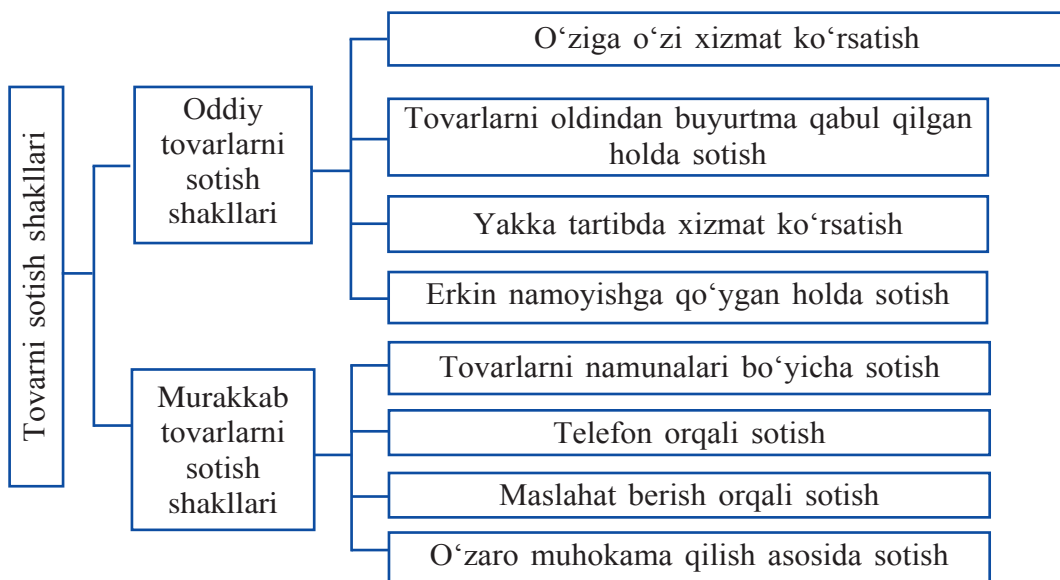 Tovarni sotish shakllari
Oddiy
tovarlarni
sotish
shakllari
O‘ziga o‘zi xizmat ko‘rsatish
Tovarlarni oldindan buyurtma qabul qilgan
holda sotish
Yakka tartibda xizmat ko‘rsatish
Erkin namoyishga qo‘ygan holda sotish
Murakkab
tovarlarni
sotish
shakllari
Tovarlarni namunalari bo‘yicha sotish
Telefon orqali sotish
Maslahat berish orqali sotish
O‘zaro muhokama qilish asosida sotish